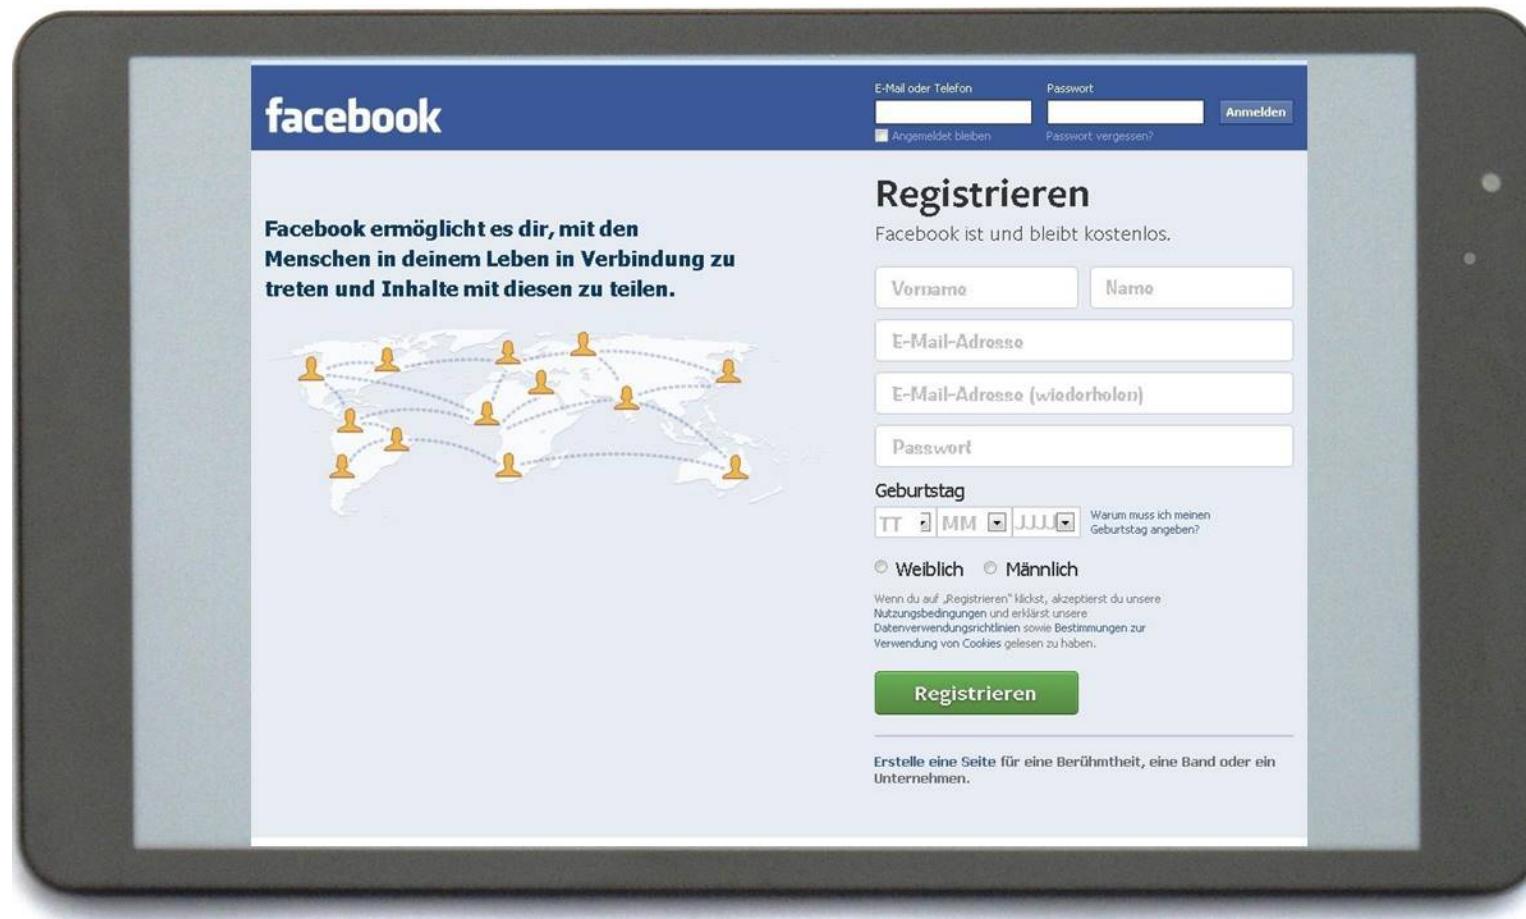 facebook
E-Mail oder Telefon
Passwort
Anmelden
Angemeldet bleiben
Passwort vergessen?
Facebook ermöglicht es dir, mit den
Menschen in deinem Leben in Verbindung zu
treten und Inhalte mit diesen zu teilen.
Registrieren
Facebook ist und bleibt kostenlos.
Vorname
Name
E-Mail-Adresse
E-Mail-Adresse (wiederholen)
Passwort
Geburtstag
TT
MM
JJJJ
Warum muss ich meinen
Geburtstag angeben?
Weiblich
Männlich
Wenn du auf „Registrieren" klickst, akzeptierst du unsere
Nutzungsbedingungen und erklärst unsere
Datenverwendungsrichtlinien sowie Bestimmungen zur
Verwendung von Cookies gelesen zu haben.
Registrieren
Erstelle eine Seite für eine Berühmtheit, eine Band oder ein
Unternehmen.